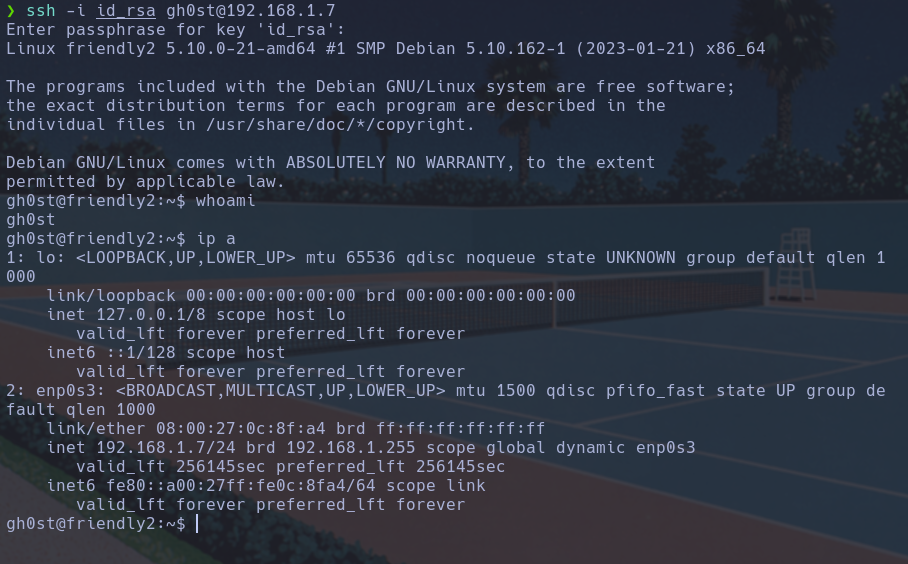 ❯ ssh -i id_rsa gh0st@192.168.1.7
Enter passphrase for key 'id_rsa':
Linux friendly2 5.10.0-21-amd64 #1 SMP Debian 5.10.162-1 (2023-01-21) x86_64

The programs included with the Debian GNU/Linux system are free software;
the exact distribution terms for each program are described in the
individual files in /usr/share/doc/*/copyright.

Debian GNU/Linux comes with ABSOLUTELY NO WARRANTY, to the extent
permitted by applicable law.
gh0st@friendly2:~$ whoami
gh0st
gh0st@friendly2:~$ ip a
1: lo: <LOOPBACK,UP,LOWER_UP> mtu 65536 qdisc noqueue state UNKNOWN group default qlen 1
000
    link/loopback 00:00:00:00:00:00 brd 00:00:00:00:00:00
    inet 127.0.0.1/8 scope host lo
       valid_lft forever preferred_lft forever
    inet6 ::1/128 scope host
       valid_lft forever preferred_lft forever
2: enp0s3: <BROADCAST,MULTICAST,UP,LOWER_UP> mtu 1500 qdisc pfifo_fast state UP group de
fault qlen 1000
    link/ether 08:00:27:0c:8f:a4 brd ff:ff:ff:ff:ff:ff
    inet 192.168.1.7/24 brd 192.168.1.255 scope global dynamic enp0s3
       valid_lft 256145sec preferred_lft 256145sec
    inet6 fe80::a00:27ff:fe0c:8fa4/64 scope link
       valid_lft forever preferred_lft forever
gh0st@friendly2:~$